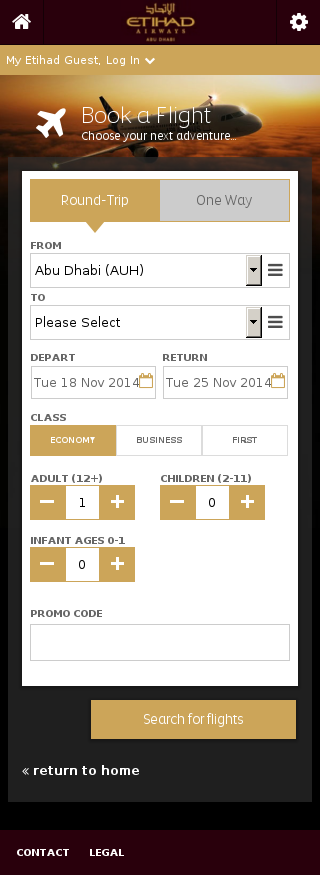 الإتحاد
ETIHAD
AIRWAYS
ABU DHABI
My Etihad Guest, Log In
Book a Flight
Choose your next adventure...
Round-Trip One Way
FROM
Abu Dhabi (AUH)
TO
Please Select
DEPART RETURN
Tue 18 Nov 2014 Tue 25 Nov 2014
CLASS
ECONOMY BUSINESS FIRST
ADULT (12+) CHILDREN (2-11)
1 0
INFANT AGES 0-1
0
PROMO CODE
Search for flights
« return to home
CONTACT LEGAL